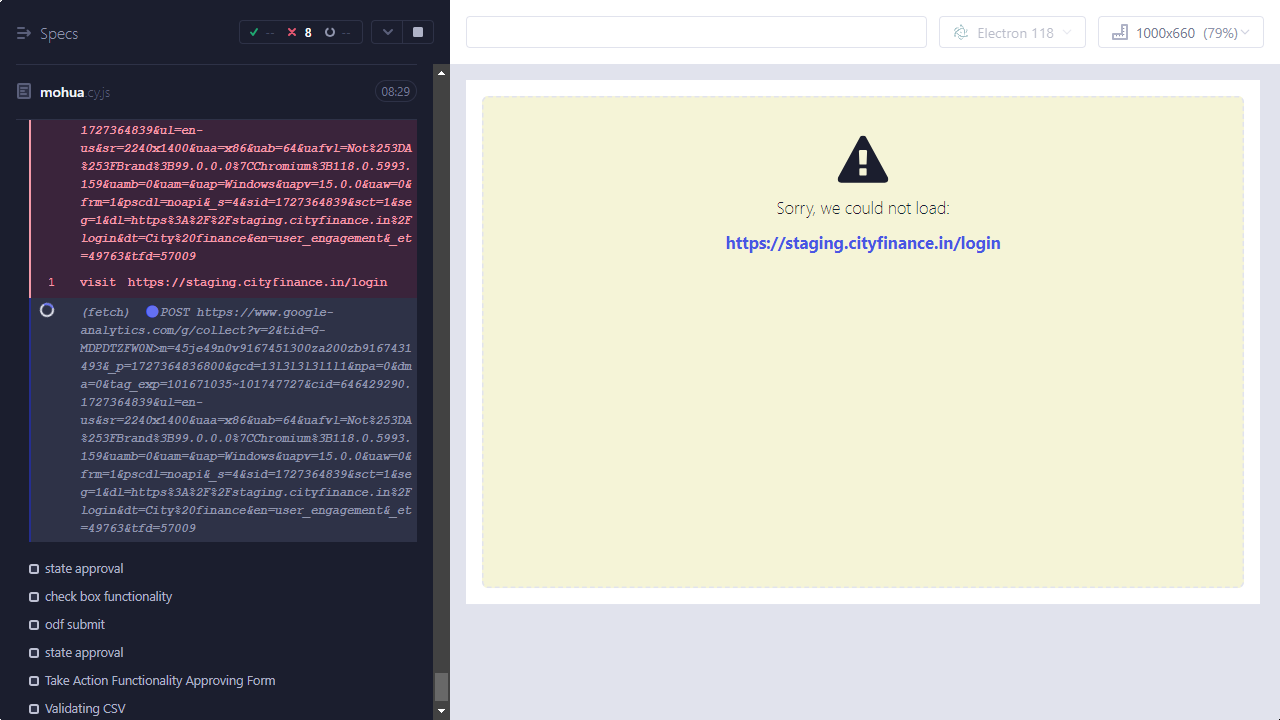 Specs
-- 8 --
Electron 118
1000x660 (79%)
mohua.cy.js
08:29
1727364839&ul=en-
us&sr=2240x1400&uaa=x86&uab=64&uafvl=Not%253DA
%253FBrand%3B99.0.0.0%7CChromium%3B118.0.5993.
159&uamb=0&uam=&uap=Windows&uapv=15.0.0&uaw=0&
frm=1&pscdl=noapi&_s=4&sid=1727364839&sct=1&se
g=1&dl=https%3A%2F%2Fstaging.cityfinance.in%2F
login&dt=City%20finance&en=user_engagement&_et
=49763&tfd=57009
1 visit https://staging.cityfinance.in/login
(fetch) POST https://www.google-
analytics.com/g/collect?v=2&tid=G-
MDPDTZFW0N>m=45je49n0v9167451300za200zb9167431
493&_p=1727364836800&gcd=13l3l3l3l1l1&npa=0&dm
a=0&tag_exp=101671035~101747727&cid=646429290.
1727364839&ul=en-
us&sr=2240x1400&uaa=x86&uab=64&uafvl=Not%253DA
%253FBrand%3B99.0.0.0%7CChromium%3B118.0.5993.
159&uamb=0&uam=&uap=Windows&uapv=15.0.0&uaw=0&
frm=1&pscdl=noapi&_s=4&sid=1727364839&sct=1&se
g=1&dl=https%3A%2F%2Fstaging.cityfinance.in%2F
login&dt=City%20finance&en=user_engagement&_et
=49763&tfd=57009
state approval
check box functionality
odf submit
state approval
Take Action Functionality Approving Form
Validating CSV
Sorry, we could not load:
https://staging.cityfinance.in/login